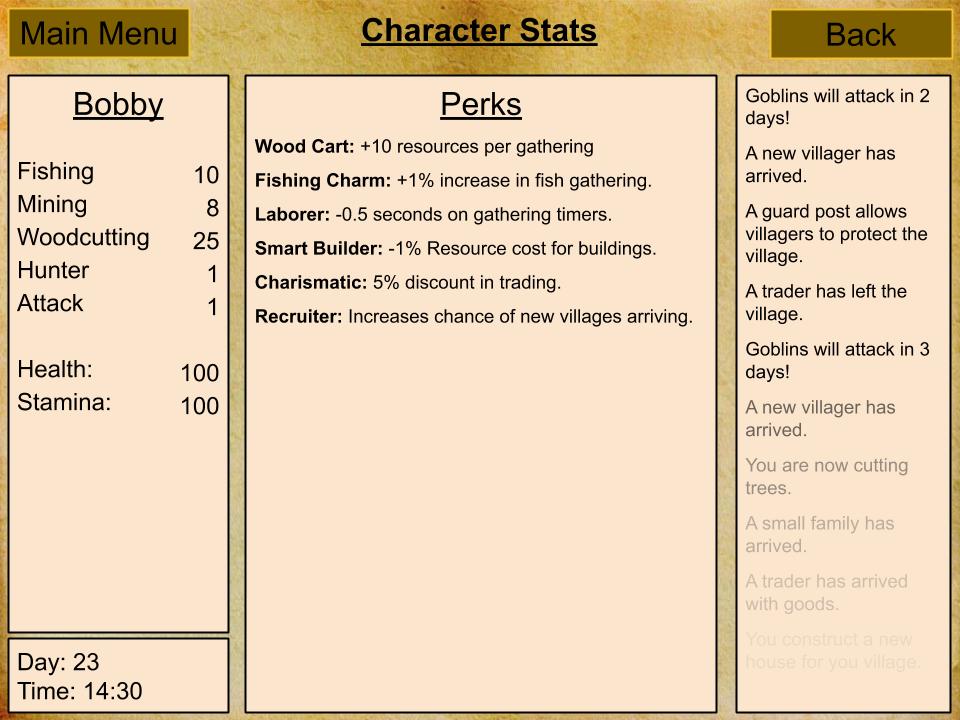 Main Menu
Character Stats
Back
Bobby
Fishing 10
Mining 8
Woodcutting 25
Hunter 1
Attack 1
Health: 100
Stamina: 100
Day: 23
Time: 14:30
Perks
Wood Cart: +10 resources per gathering
Fishing Charm: +1% increase in fish gathering.
Laborer: -0.5 seconds on gathering timers.
Smart Builder: -1% Resource cost for buildings.
Charismatic: 5% discount in trading.
Recruiter: Increases chance of new villages arriving.
Goblins will attack in 2
days!
A new villager has
arrived.
A guard post allows
villagers to protect the
village.
A trader has left the
village.
Goblins will attack in 3
days!
A new villager has
arrived.
You are now cutting
trees.
A small family has
arrived.
A trader has arrived
with goods.
You construct a new
house for you village.